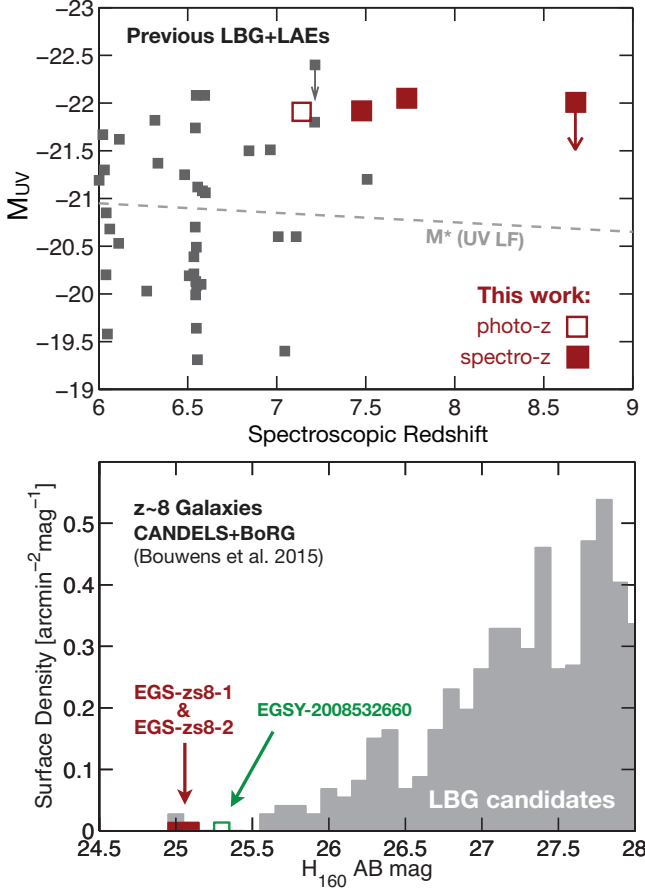 -23
-22.5
-22
-21.5
-21
-20.5
-20
-19.5
-19
M_UV
Previous LBG+LAEs
M* (UV LF)
This work:
photo-z
spectro-z
6 6.5 7 7.5 8 8.5 9
Spectroscopic Redshift
0.5
0.4
0.3
0.2
0.1
0
Surface Density [arcmin⁻²mag⁻¹]
z~8 Galaxies
CANDELS+BoRG
(Bouwens et al. 2015)
EGS-zs8-1
&
EGS-zs8-2
EGSY-2008532660
LBG candidates
24.5 25 25.5 26 26.5 27 27.5 28
H₁₆₀ AB mag